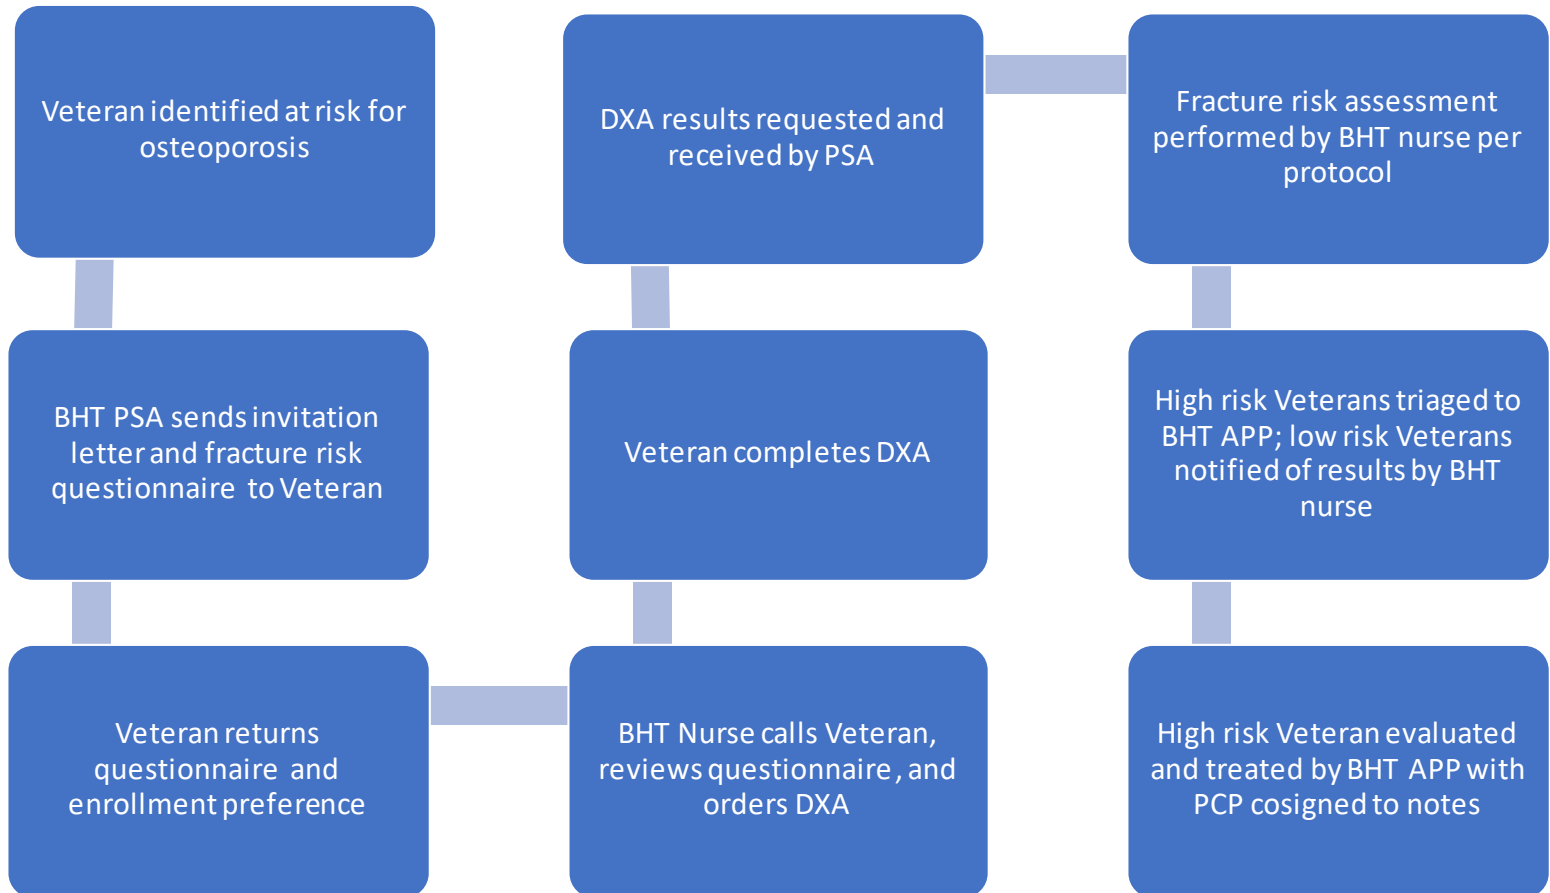 Veteran identified at risk for
osteoporosis
BHT PSA sends invitation
letter and fracture risk
questionnaire to Veteran
Veteran returns
questionnaire and
enrollment preference
BHT Nurse calls Veteran,
reviews questionnaire, and
orders DXA
Veteran completes DXA
DXA results requested and
received by PSA
Fracture risk assessment
performed by BHT nurse per
protocol
High risk Veterans triaged to
BHT APP; low risk Veterans
notified of results by BHT
nurse
High risk Veteran evaluated
and treated by BHT APP with
PCP cosigned to notes